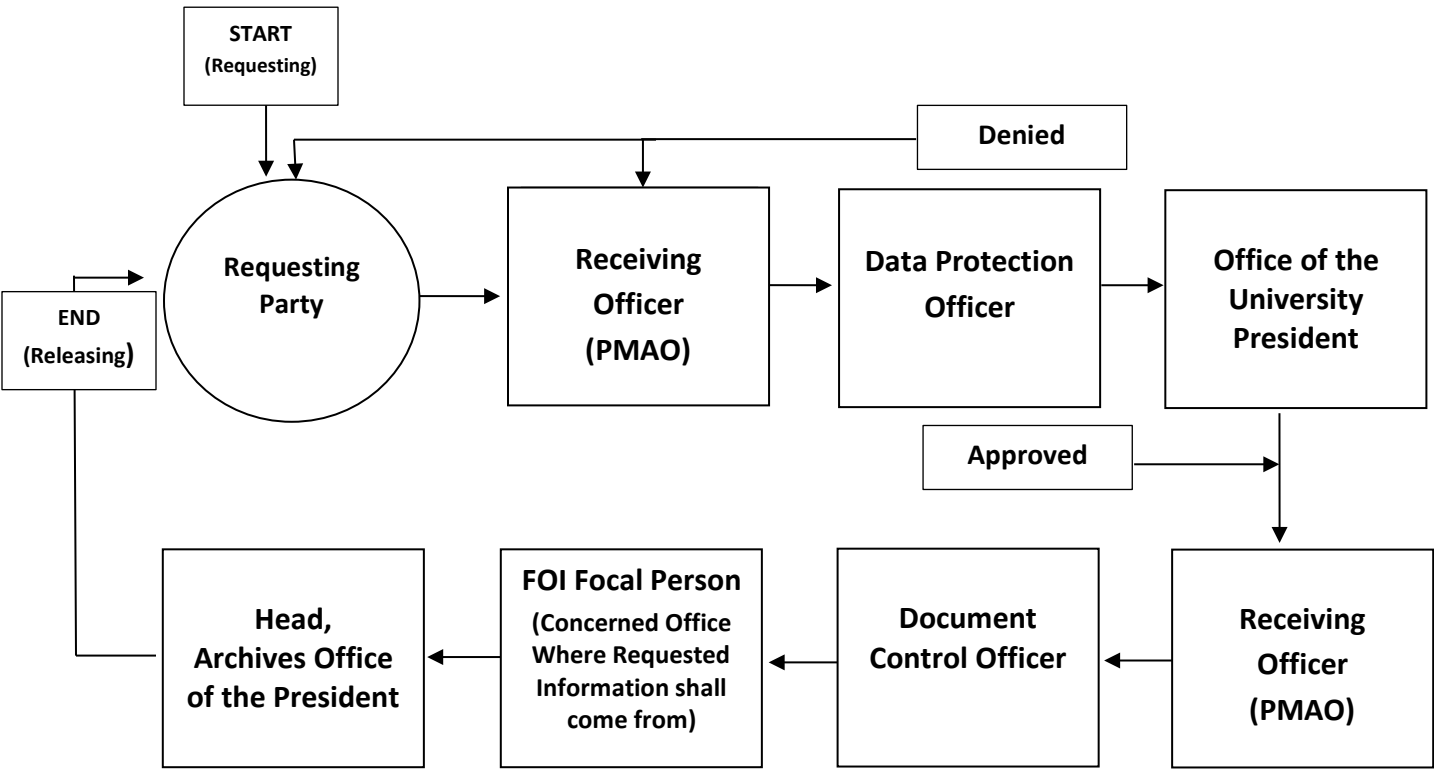 START
(Requesting)
Denied
Requesting
Party
Receiving
Officer
(PMAO)
Data Protection
Officer
Office of the
University
President
END
(Releasing)
Approved
Head,
Archives Office
of the President
FOI Focal Person
(Concerned Office
Where Requested
Information shall
come from)
Document
Control Officer
Receiving
Officer
(PMAO)